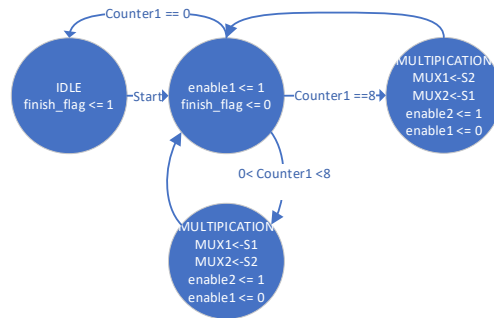 Counter1 == 0
IDLE
finish_flag <= 1
Start
enable1 <= 1
finish_flag <= 0
Counter1 ==8
MULTIPICATION
MUX1<-S2
MUX2<-S1
enable2 <= 1
enable1 <= 0
0< Counter1 <8
MULTIPICATION
MUX1<-S1
MUX2<-S2
enable2 <= 1
enable1 <= 0